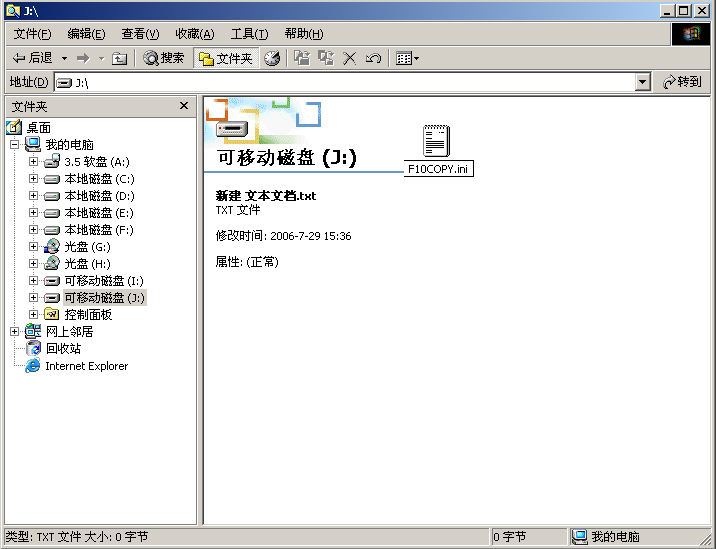 J:\
文件(F) 编辑(E) 查看(V) 收藏(A) 工具(T) 帮助(H)
后退 搜索 文件夹
地址(D) J:\ 转到
文件夹
桌面
我的电脑
3.5 软盘 (A:)
本地磁盘 (C:)
本地磁盘 (D:)
本地磁盘 (E:)
本地磁盘 (F:)
光盘 (G:)
光盘 (H:)
可移动磁盘 (I:)
可移动磁盘 (J:)
控制面板
网上邻居
回收站
Internet Explorer
可移动磁盘 (J:)
新建 文本文档.txt
TXT 文件
修改时间: 2006-7-29 15:36
属性: (正常)
F10COPY.ini
类型: TXT 文件 大小: 0 字节 0 字节 我的电脑